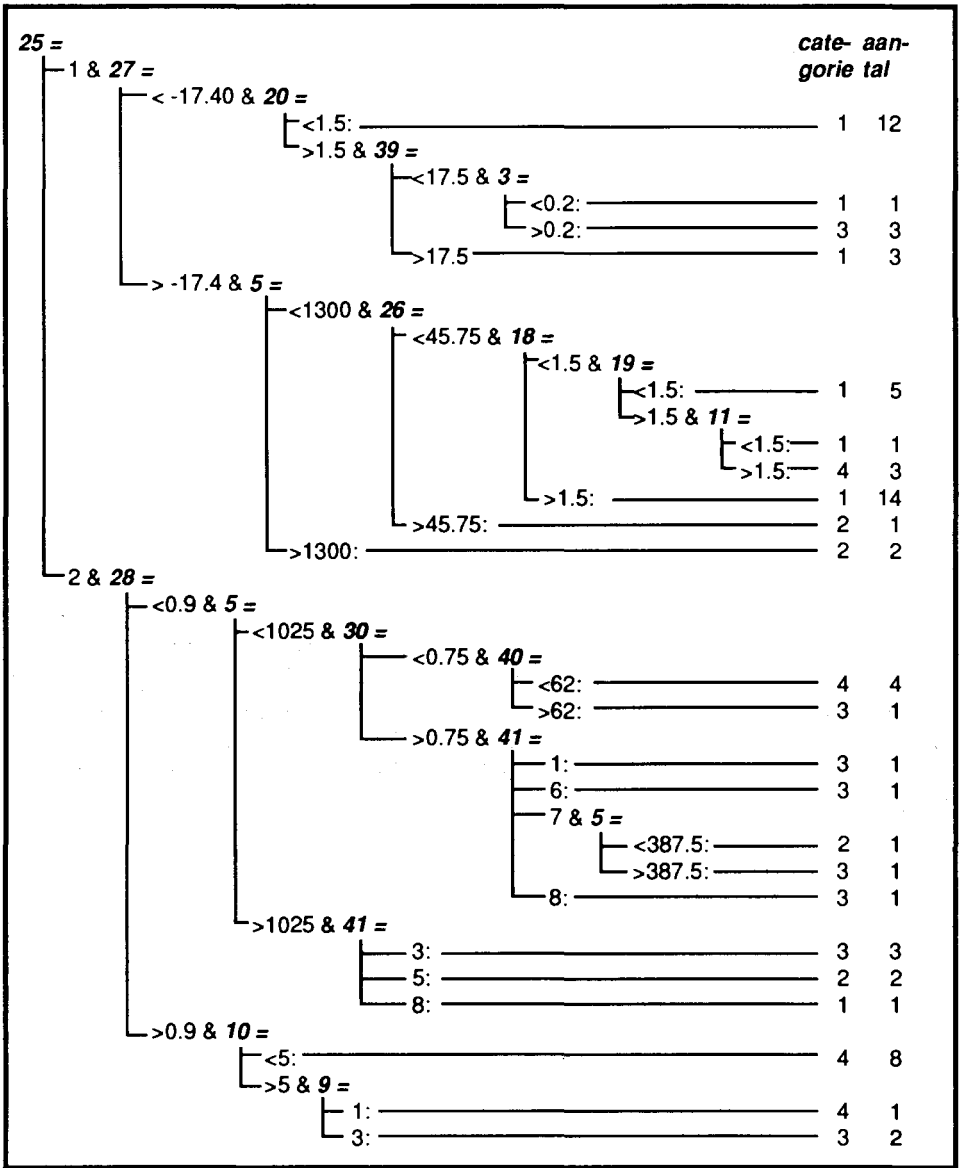 25 = cate- aan-
1 & 27 = gorie tal
< -17.40 & 20 =
<1.5: 1 12
>1.5 & 39 =
<17.5 & 3 =
<0.2: 1 1
>0.2: 3 3
>17.5 1 3
> -17.4 & 5 =
<1300 & 26 =
<45.75 & 18 =
<1.5 & 19 =
<1.5: 1 5
>1.5 & 11 =
<1.5: 1 1
>1.5: 4 3
>1.5: 1 14
>45.75: 2 1
>1300: 2 2
2 & 28 =
<0.9 & 5 =
<1025 & 30 =
<0.75 & 40 =
<62: 4 4
>62: 3 1
>0.75 & 41 =
1: 3 1
6: 3 1
7 & 5 =
<387.5: 2 1
>387.5: 3 1
8: 3 1
>1025 & 41 =
3: 3 3
5: 2 2
8: 1 1
>0.9 & 10 =
<5: 4 8
>5 & 9 =
1: 4 1
3: 3 2